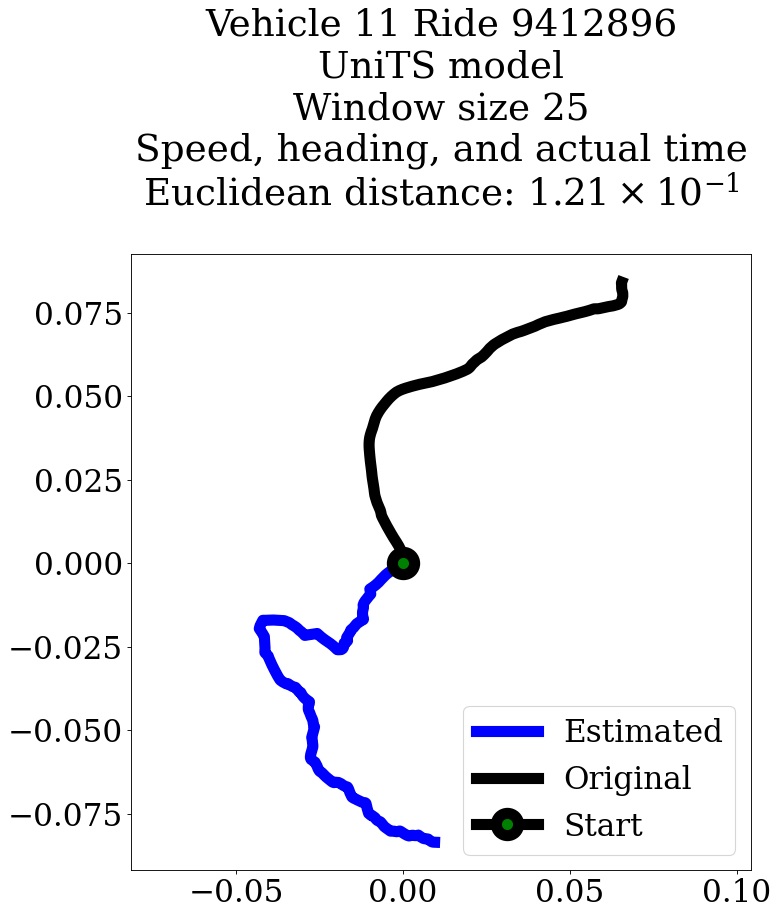 Vehicle 11 Ride 9412896
UniTS model
Window size 25
Speed, heading, and actual time
Euclidean distance: 1.21 × 10⁻¹
0.075
0.050
0.025
0.000
−0.025
−0.050
−0.075
Estimated
Original
Start
−0.05
0.00
0.05
0.10